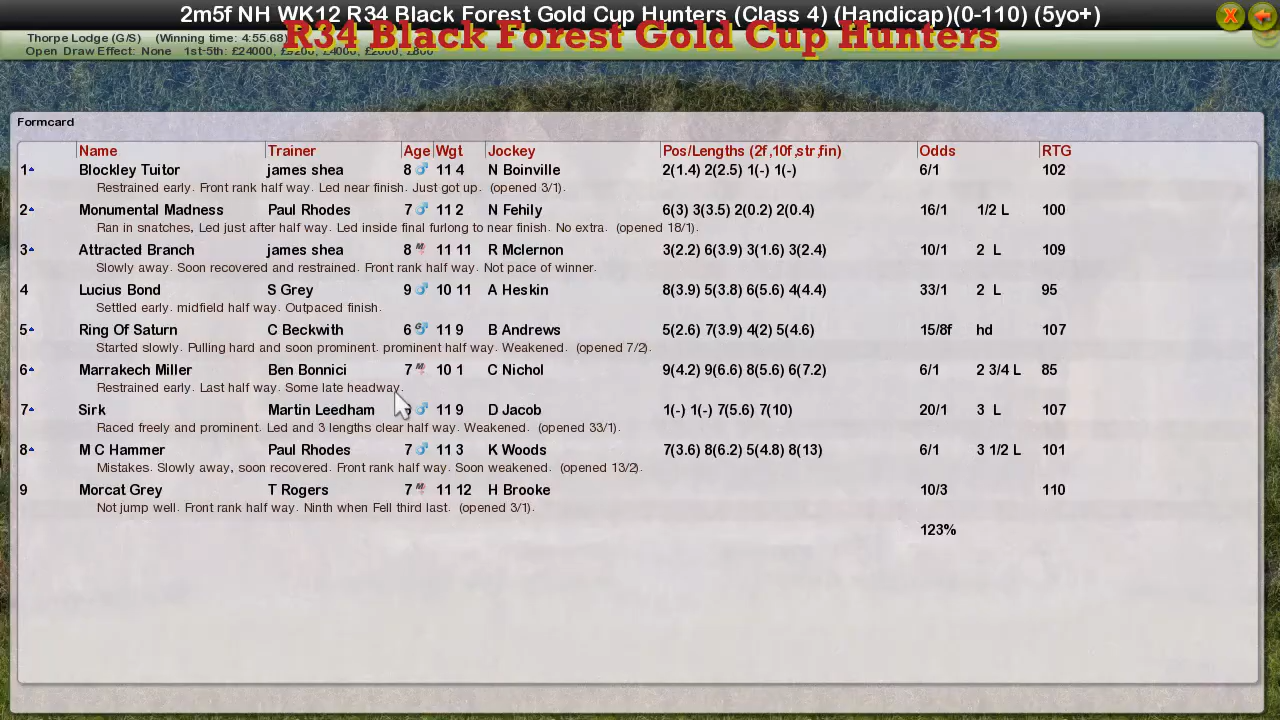 2m5f NH WK12 R34 Black Forest Gold Cup Hunters (Class 4) (Handicap)(0-110) (5yo+)
R34 Black Forest Gold Cup Hunters
Thorpe Lodge (G/S) (Winning time: 4:55.68)
Open Draw Effect: None 1st-5th: £24000, £5200, £4000, £2000, £800
Formcard
Name Trainer Age Wgt Jockey Pos/Lengths (2f,10f,str,fin) Odds RTG
1 Blockley Tuitor james shea 8 11 4 N Boinville 2(1.4) 2(2.5) 1(-) 1(-) 6/1 102
Restrained early. Front rank half way. Led near finish. Just got up. (opened 3/1).
2 Monumental Madness Paul Rhodes 7 11 2 N Fehily 6(3) 3(3.5) 2(0.2) 2(0.4) 16/1 1/2 L 100
Ran in snatches, Led just after half way. Led inside final furlong to near finish. No extra. (opened 18/1).
3 Attracted Branch james shea 8 11 11 R Mclernon 3(2.2) 6(3.9) 3(1.6) 3(2.4) 10/1 2 L 109
Slowly away. Soon recovered and restrained. Front rank half way. Not pace of winner.
4 Lucius Bond S Grey 9 10 11 A Heskin 8(3.9) 5(3.8) 6(5.6) 4(4.4) 33/1 2 L 95
Settled early. midfield half way. Outpaced finish.
5 Ring Of Saturn C Beckwith 6 11 9 B Andrews 5(2.6) 7(3.9) 4(2) 5(4.6) 15/8f hd 107
Started slowly. Pulling hard and soon prominent. prominent half way. Weakened. (opened 7/2).
6 Marrakech Miller Ben Bonnici 7 10 1 C Nichol 9(4.2) 9(6.6) 8(5.6) 6(7.2) 6/1 2 3/4 L 85
Restrained early. Last half way. Some late headway.
7 Sirk Martin Leedham 11 9 D Jacob 1(-) 1(-) 7(5.6) 7(10) 20/1 3 L 107
Raced freely and prominent. Led and 3 lengths clear half way. Weakened. (opened 33/1).
8 M C Hammer Paul Rhodes 7 11 3 K Woods 7(3.6) 8(6.2) 5(4.8) 8(13) 6/1 3 1/2 L 101
Mistakes. Slowly away, soon recovered. Front rank half way. Soon weakened. (opened 13/2).
9 Morcat Grey T Rogers 7 11 12 H Brooke 10/3 110
Not jump well. Front rank half way. Ninth when Fell third last. (opened 3/1).
123%